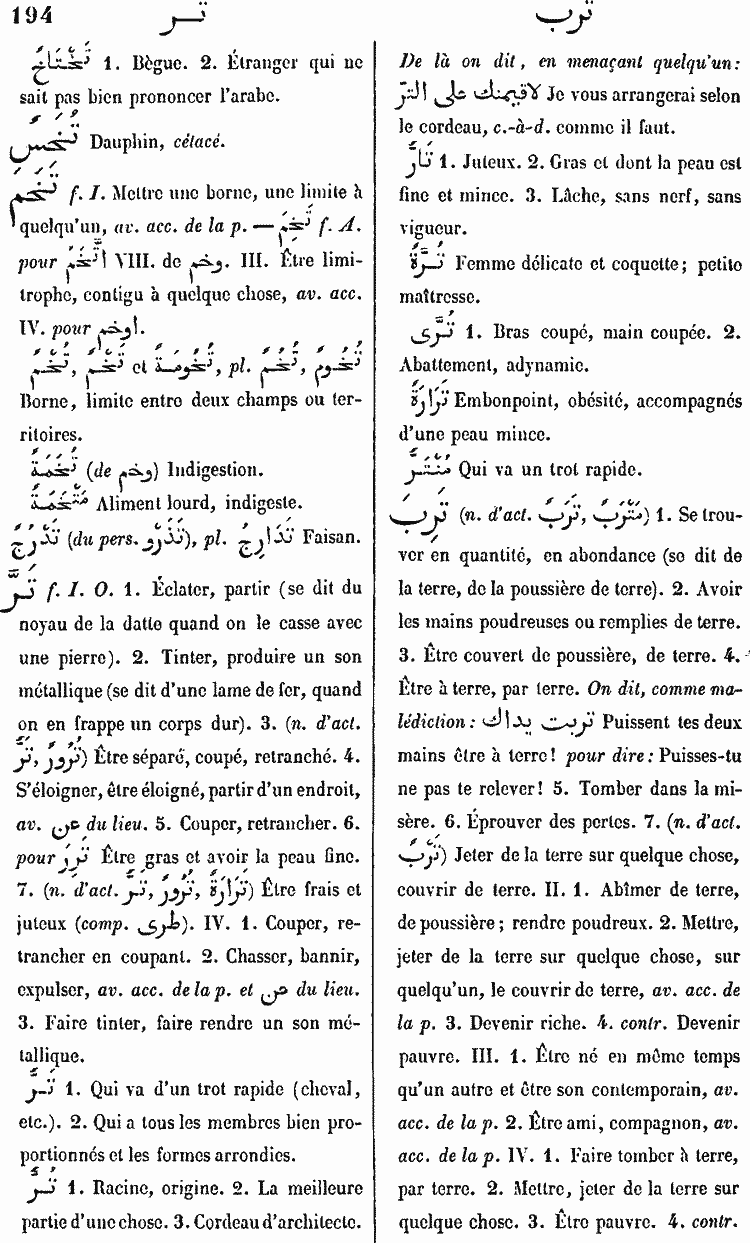 194 تــر ترب
تَخْتَاخٌ 1. Bègue. 2. Étranger qui ne
sait pas bien prononcer l’arabe.
تُخَسٌ Dauphin, cétacé.
تَخَمَ f. I. Mettre une borne, une limite à
quelqu’un, av. acc. de la p. — تَخِمَ f. A.
pour اتَّخَمَ VIII. de وخم. III. Être limi-
trophe, contigu à quelque chose, av. acc.
IV. pour اوخم.
تُخْمٌ, تَخْمٌ et تُخُومَةٌ, pl. تُخُمٌ, تُخُومٌ
Borne, limite entre deux champs ou ter-
ritoires.
تُخَمَةٌ (de وخم) Indigestion.
مَتْخَمَةٌ Aliment lourd, indigeste.
تَذْرُجٌ (du pers. تَذَرْو), pl. تَذَارِجُ Faisan.
تَرَّ f. I. O. 1. Éclater, partir (se dit du
noyau de la datte quand on le casse avec
une pierre). 2. Tinter, produire un son
métallique (se dit d’une lame de fer, quand
on en frappe un corps dur). 3. (n. d’act.
تَرٌّ, تُرُورٌ) Être séparé, coupé, retranché. 4.
S’éloigner, être éloigné, partir d’un endroit,
av. عن du lieu. 5. Couper, retrancher. 6.
pour تَرِرَ Être gras et avoir la peau fine.
7. (n. d’act. تَرٌّ, تُرُورٌ, تَرَارَةٌ) Être frais et
juteux (comp. طرى). IV. 1. Couper, re-
trancher en coupant. 2. Chasser, bannir,
expulser, av. acc. de la p. et عن du lieu.
3. Faire tinter, faire rendre un son mé-
tallique.
تَرٌّ 1. Qui va d’un trot rapide (cheval,
etc.). 2. Qui a tous les membres bien pro-
portionnés et les formes arrondies.
تُرٌّ 1. Racine, origine. 2. La meilleure
partie d’une chose. 3. Cordeau d’architecte.
De là on dit, en menaçant quelqu’un:
لاقيمنك على الترّ Je vous arrangerai selon
le cordeau, c.-à-d. comme il faut.
تَارٌّ 1. Juteux. 2. Gras et dont la peau est
fine et mince. 3. Lâche, sans nerf, sans
vigueur.
تَرَّةٌ Femme délicate et coquette; petite
maîtresse.
تُرَّى 1. Bras coupé, main coupée. 2.
Abattement, adynamie.
تَرَارَةٌ Embonpoint, obésité, accompagnés
d’une peau mince.
مُنْتَرٌّ Qui va un trot rapide.
تَرِبَ (n. d’act. تَرَبٌ, مَتْرَبٌ) 1. Se trou-
ver en quantité, en abondance (se dit de
la terre, de la poussière de terre). 2. Avoir
les mains poudreuses ou remplies de terre.
3. Être couvert de poussière, de terre. 4.
Être à terre, par terre. On dit, comme ma-
lédiction: تربت يداك Puissent tes deux
mains être à terre! pour dire: Puisses-tu
ne pas te relever! 5. Tomber dans la mi-
sère. 6. Éprouver des pertes. 7. (n. d’act.
تَرْبٌ) Jeter de la terre sur quelque chose,
couvrir de terre. II. 1. Abîmer de terre,
de poussière; rendre poudreux. 2. Mettre,
jeter de la terre sur quelque chose, sur
quelqu’un, le couvrir de terre, av. acc. de
la p. 3. Devenir riche. 4. contr. Devenir
pauvre. III. 1. Être né en même temps
qu’un autre et être son contemporain, av.
acc. de la p. 2. Être ami, compagnon, av.
acc. de la p. IV. 1. Faire tomber à terre,
par terre. 2. Mettre, jeter de la terre sur
quelque chose. 3. Être pauvre. 4. contr.